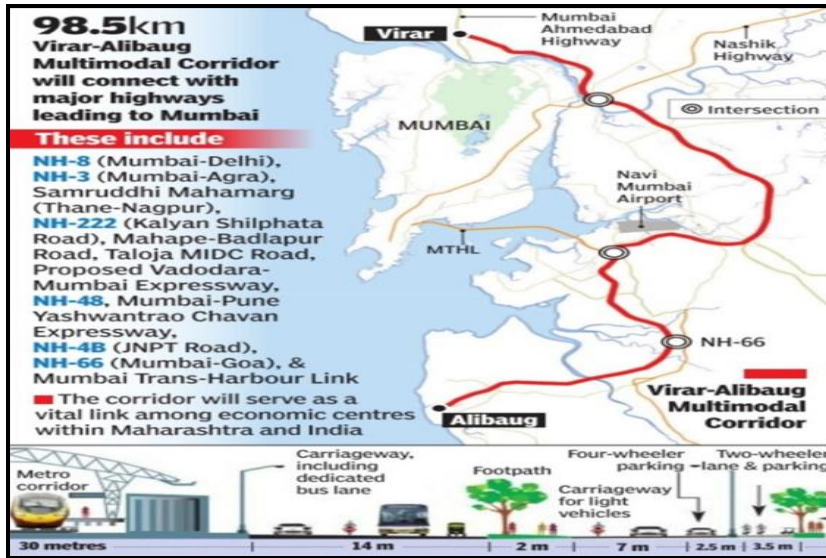 98.5km
Virar-Alibaug
Multimodal Corridor
will connect with
major highways
leading to Mumbai
These include
NH-8 (Mumbai-Delhi),
NH-3 (Mumbai-Agra),
Samruddhi Mahamarg
(Thane-Nagpur),
NH-222 (Kalyan Shilphata
Road), Mahape-Badlapur
Road, Taloja MIDC Road,
Proposed Vadodara-
Mumbai Expressway,
NH-48, Mumbai-Pune
Yashwantrao Chavan
Expressway,
NH-4B (JNPT Road),
NH-66 (Mumbai-Goa), &
Mumbai Trans-Harbour Link
The corridor will serve as a
vital link among economic centres
within Maharashtra and India
Virar
Mumbai
Ahmedabad
Highway
Nashik
Highway
Intersection
MUMBAI
Navi
Mumbai
Airport
MTHL
NH-66
Alibaug
Virar-Alibaug
Multimodal
Corridor
Metro
corridor
Carriageway,
including
dedicated
bus lane
Footpath
Carriageway
for light
vehicles
Four-wheeler
parking
Two-wheeler
lane & parking
30 metres
14 m
2 m
7 m
2.5 m
3.5 m